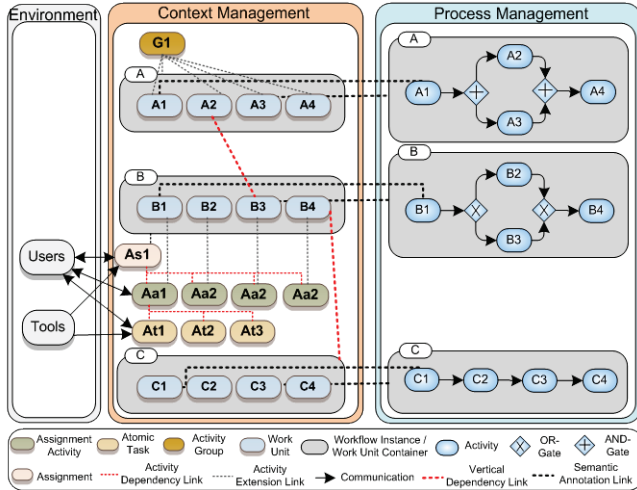 Environment
Context Management
Process Management
G1
A
A1 A2 A3 A4
A
A1
A2
A3
A4
B
B1 B2 B3 B4
B
B1
B2
B3
B4
Users
Tools
As1
Aa1 Aa2 Aa2 Aa2
At1 At2 At3
C
C1 C2 C3 C4
C
C1 C2 C3 C4
Assignment
Activity
Atomic
Task
Activity
Group
Work
Unit
Workflow Instance /
Work Unit Container
Activity
OR-
Gate
AND-
Gate
Assignment
Activity
Dependency Link
Activity
Extension Link
Communication
Vertical
Dependency Link
Semantic
Annotation Link